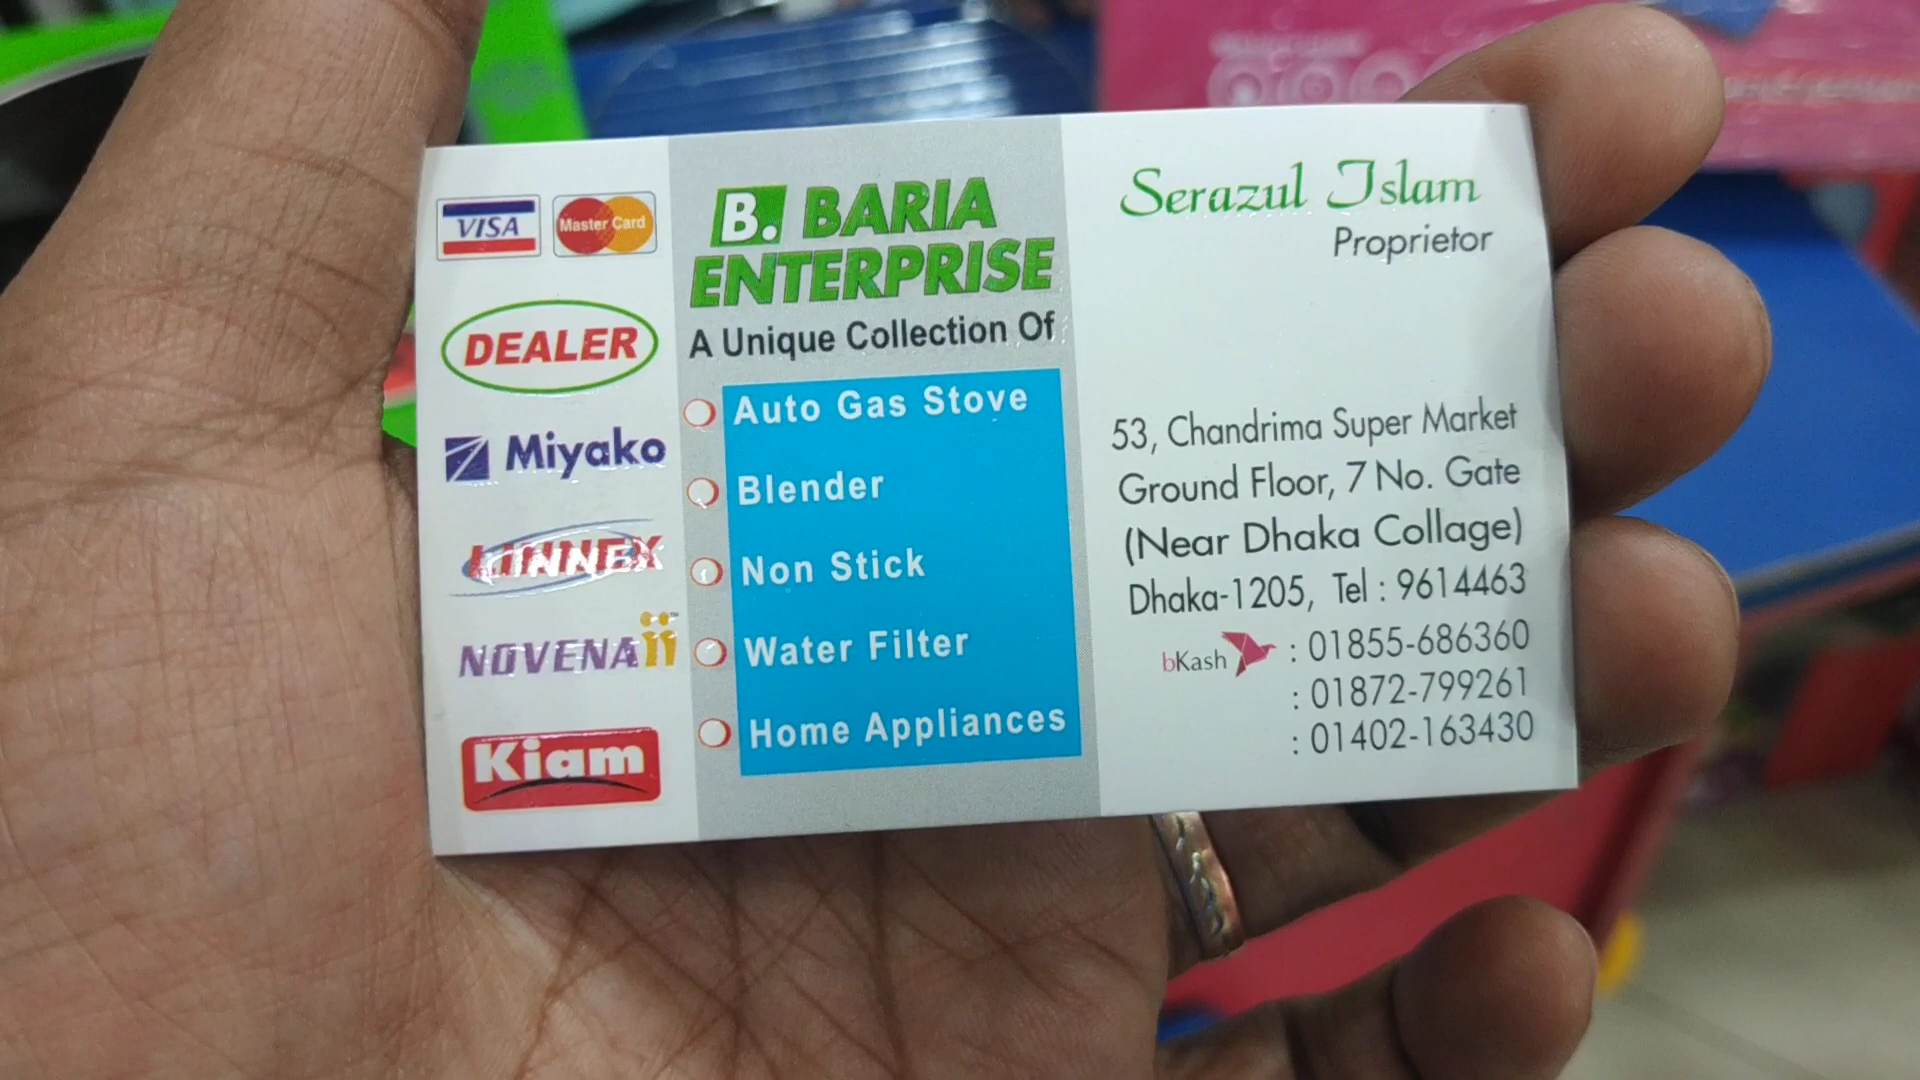 VISA
Master Card
DEALER
Miyako
LINNEX
NOVENA
Kiam
B. BARIA
ENTERPRISE
A Unique Collection Of
Auto Gas Stove
Blender
Non Stick
Water Filter
Home Appliances
Serazul Islam
Proprietor
53, Chandrima Super Market
Ground Floor, 7 No. Gate
(Near Dhaka Collage)
Dhaka-1205, Tel : 9614463
bKash : 01855-686360
: 01872-799261
: 01402-163430